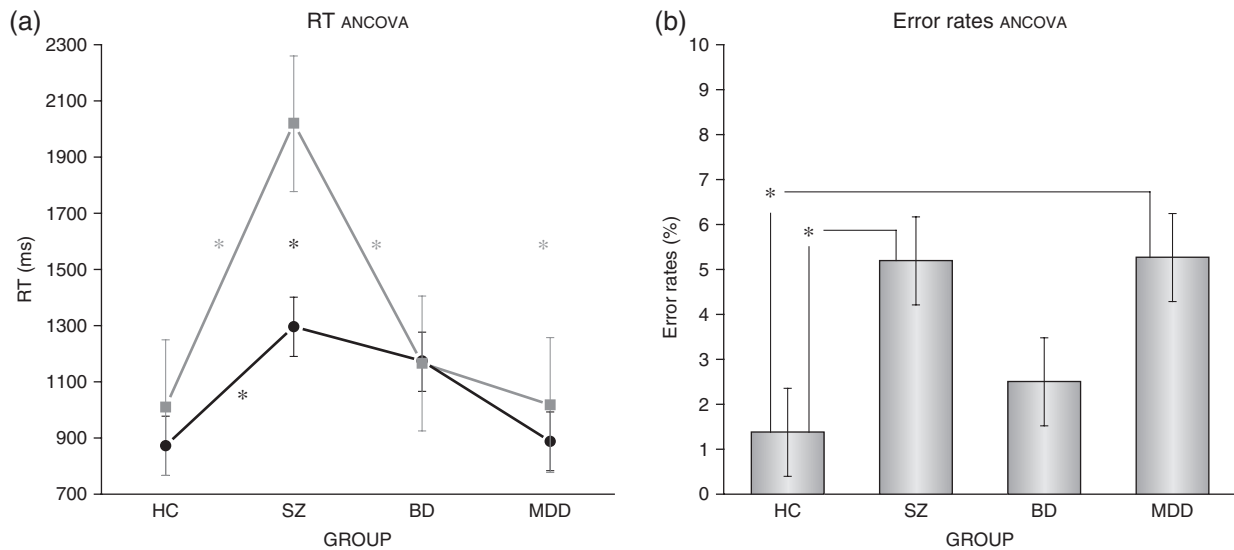 (a)
RT ANCOVA
2300
2100
1900
1700
1500
1300
1100
900
700
RT (ms)
*
*
*
*
*
HC
SZ
BD
MDD
GROUP
(b)
Error rates ANCOVA
10
9
8
7
6
5
4
3
2
1
0
Error rates (%)
*
*
HC
SZ
BD
MDD
GROUP